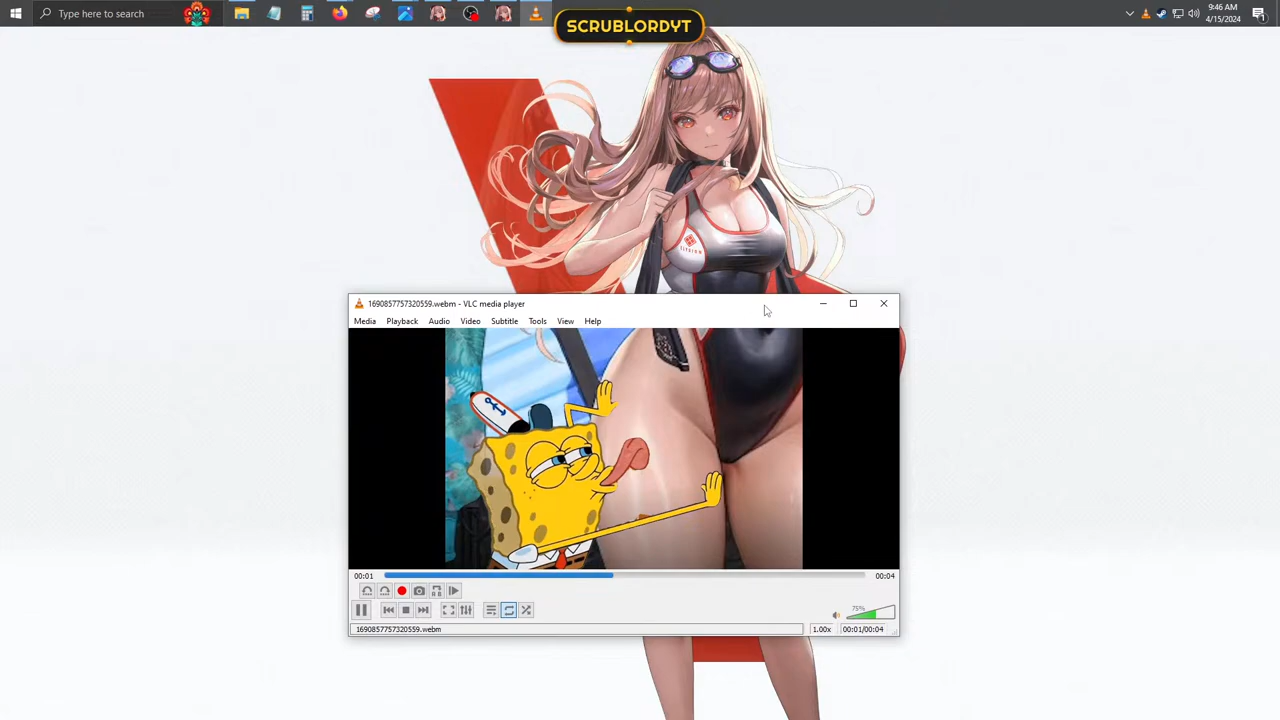 Type here to search
9:46 AM
4/15/2024
SCRUBLORDYT
1690857757320559.webm - VLC media player
Media Playback Audio Video Subtitle Tools View Help
00:01
00:04
75%
1690857757320559.webm
1.00x
00:01/00:04